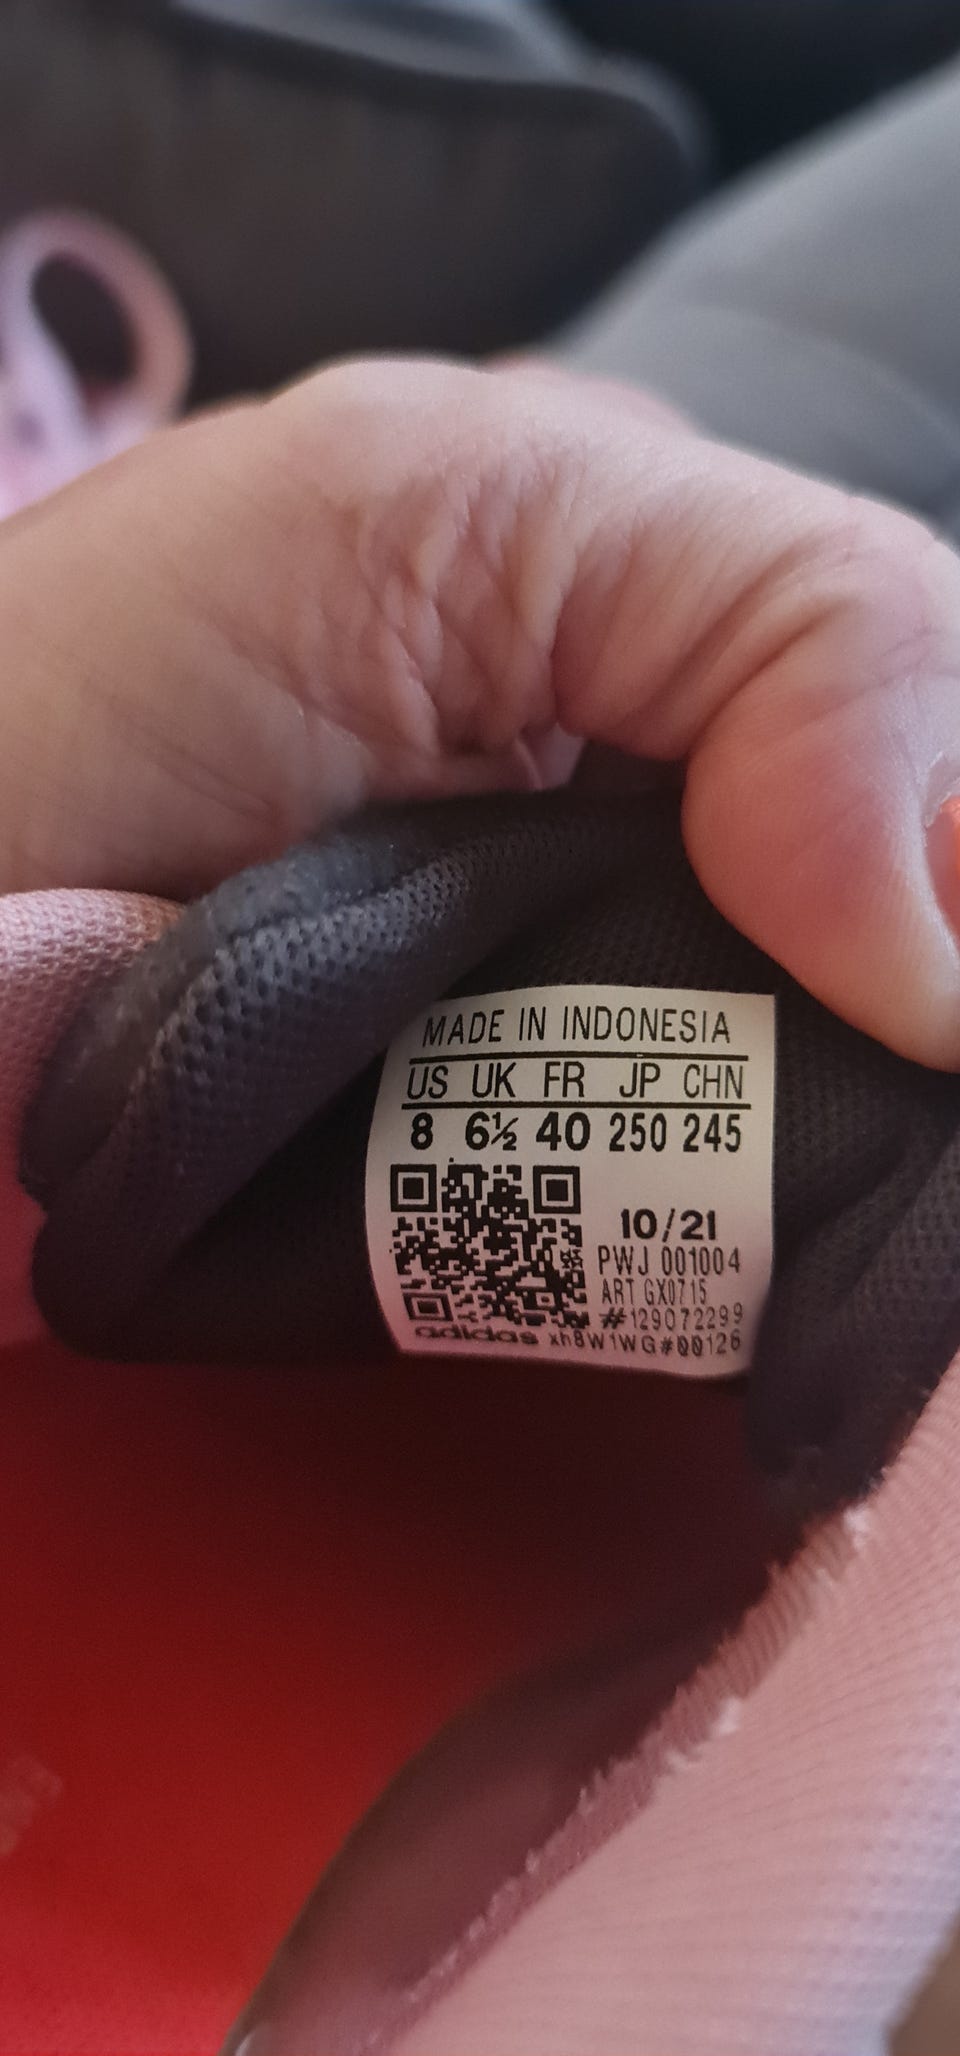 MADE IN INDONESIA
US UK FR JP CHN
8 6½ 40 250 245
10/21
PWJ 001004
ART GX0715
#129072299
adidas xh8W1WG#00126